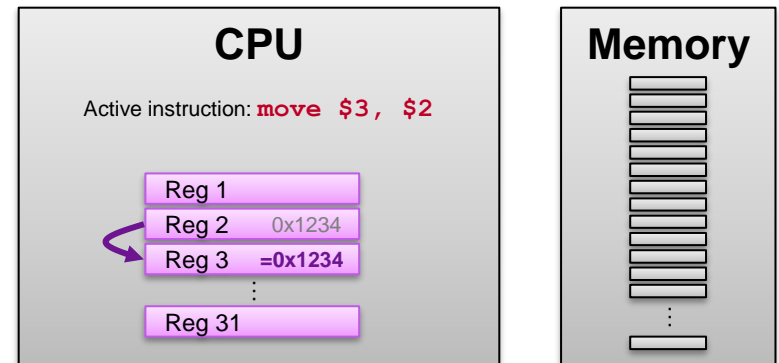 CPU
Active instruction: move $3, $2
Reg 1
Reg 2 0x1234
Reg 3 =0x1234
⋮
Reg 31
Memory
⋮